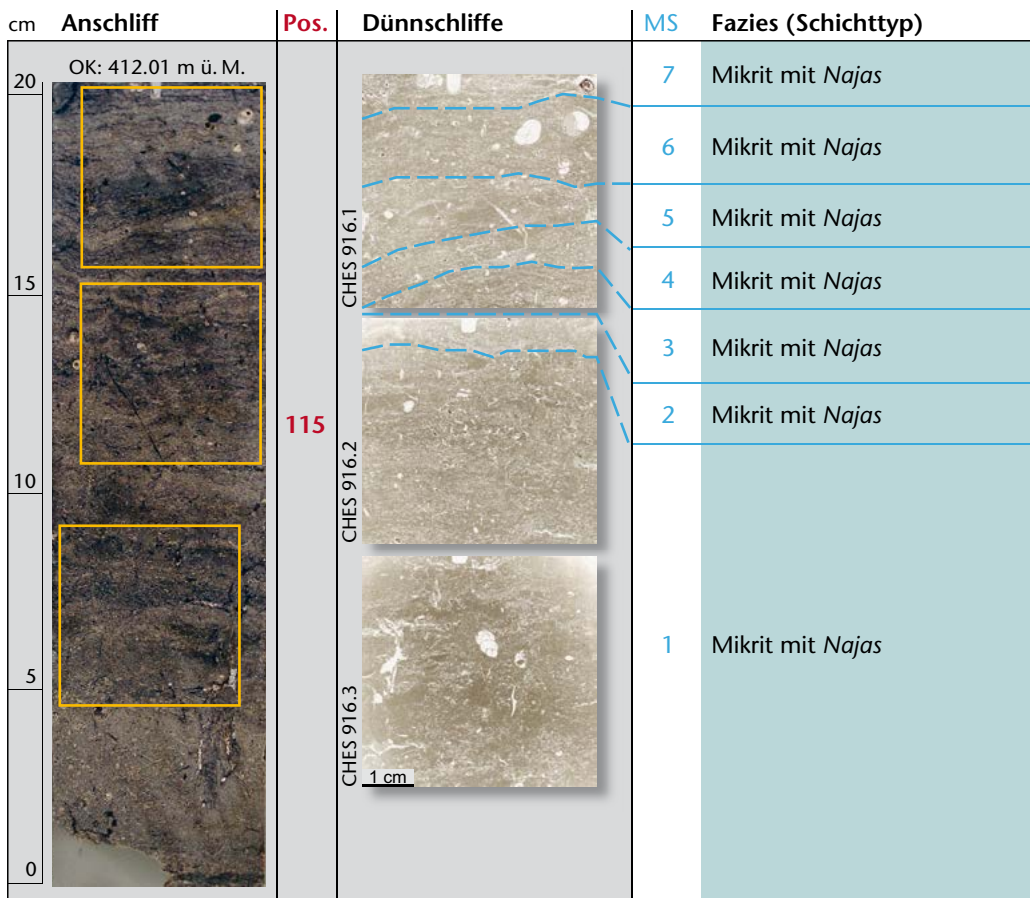 cm Anschliff Pos. Dünnschliffe MS Fazies (Schichttyp)
OK: 412.01 m ü. M.
20
15
10
5
0
115
CHES 916.1
CHES 916.2
CHES 916.3
1 cm
7 Mikrit mit Najas
6 Mikrit mit Najas
5 Mikrit mit Najas
4 Mikrit mit Najas
3 Mikrit mit Najas
2 Mikrit mit Najas
1 Mikrit mit Najas